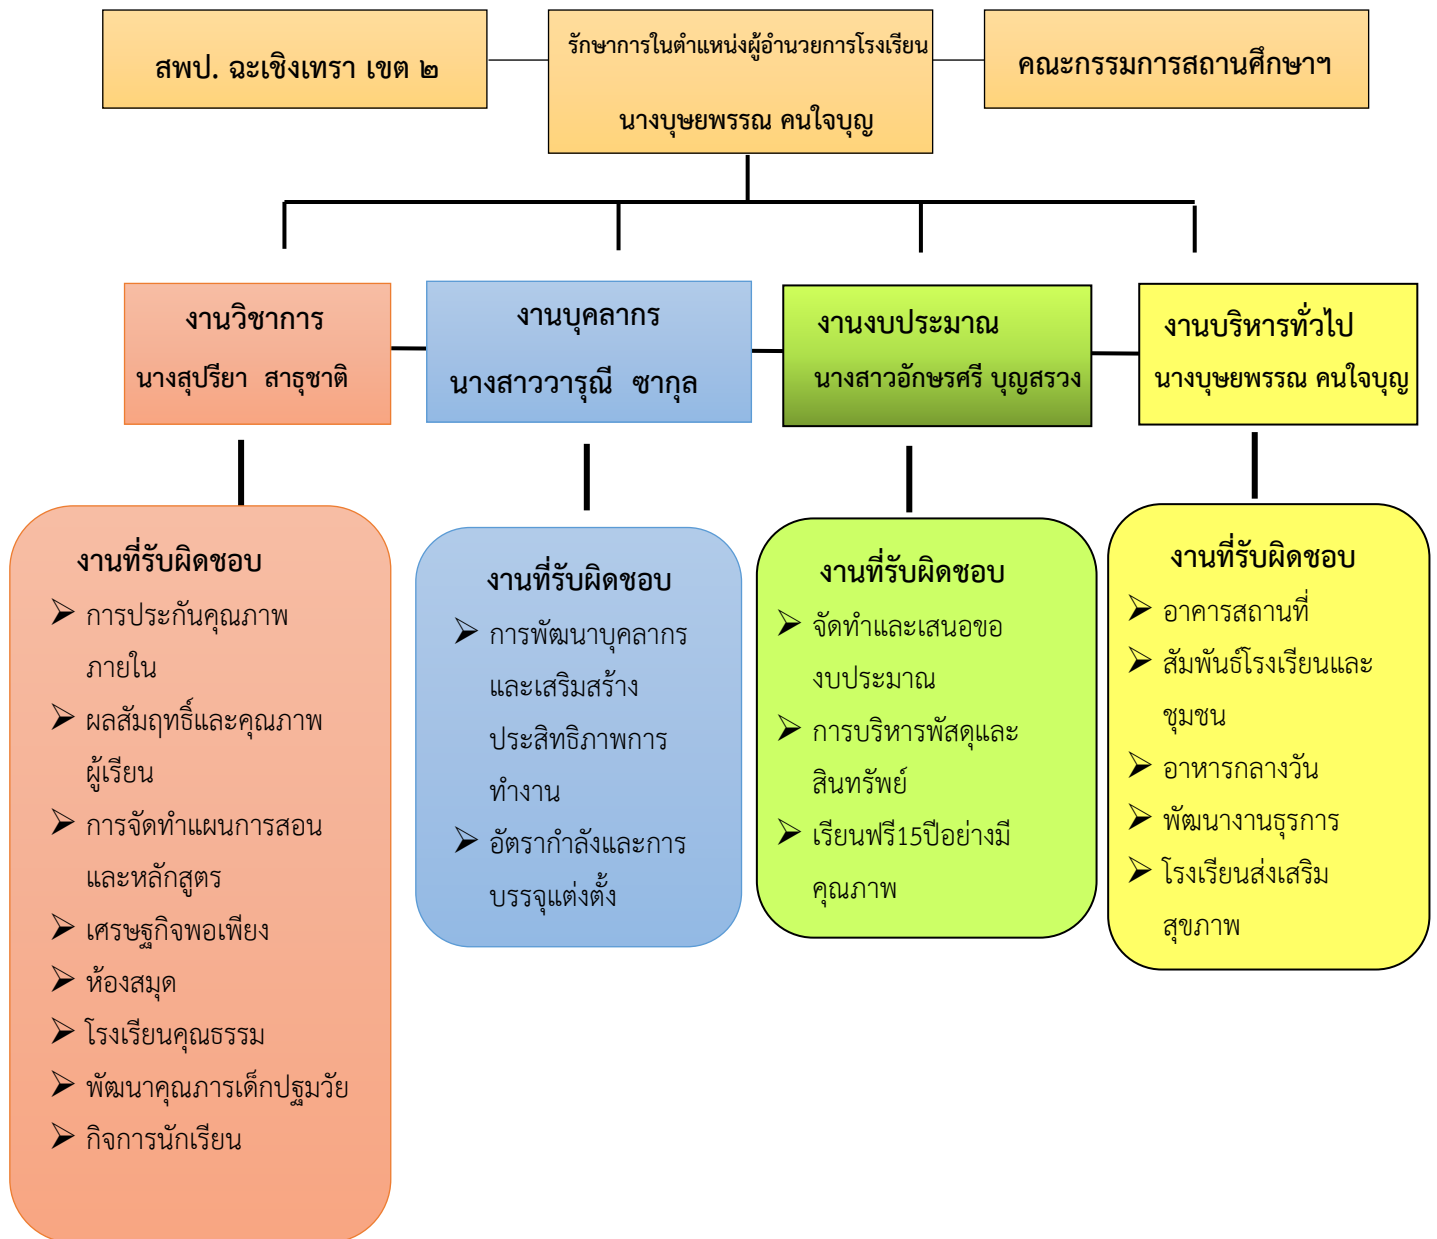 สพป. ฉะเชิงเทรา เขต ๒
รักษาการในตำแหน่งผู้อำนวยการโรงเรียน
นางบุษยพรรณ คนใจบุญ
คณะกรรมการสถานศึกษาฯ
งานวิชาการ
นางสุปรียา สาธุชาติ
งานบุคลากร
นางสาววารุณี ซากุล
งานงบประมาณ
นางสาวอักษรศรี บุญสรวง
งานบริหารทั่วไป
นางบุษยพรรณ คนใจบุญ
งานที่รับผิดชอบ
การประกันคุณภาพ
ภายใน
ผลสัมฤทธิ์และคุณภาพ
ผู้เรียน
การจัดทำแผนการสอน
และหลักสูตร
เศรษฐกิจพอเพียง
ห้องสมุด
โรงเรียนคุณธรรม
พัฒนาคุณภารเด็กปฐมวัย
กิจการนักเรียน
งานที่รับผิดชอบ
การพัฒนาบุคลากร
และเสริมสร้าง
ประสิทธิภาพการ
ทำงาน
อัตรากำลังและการ
บรรจุแต่งตั้ง
งานที่รับผิดชอบ
จัดทำและเสนอขอ
งบประมาณ
การบริหารพัสดุและ
สินทรัพย์
เรียนฟรี15ปีอย่างมี
คุณภาพ
งานที่รับผิดชอบ
อาคารสถานที่
สัมพันธ์โรงเรียนและ
ชุมชน
อาหารกลางวัน
พัฒนางานธุรการ
โรงเรียนส่งเสริม
สุขภาพ